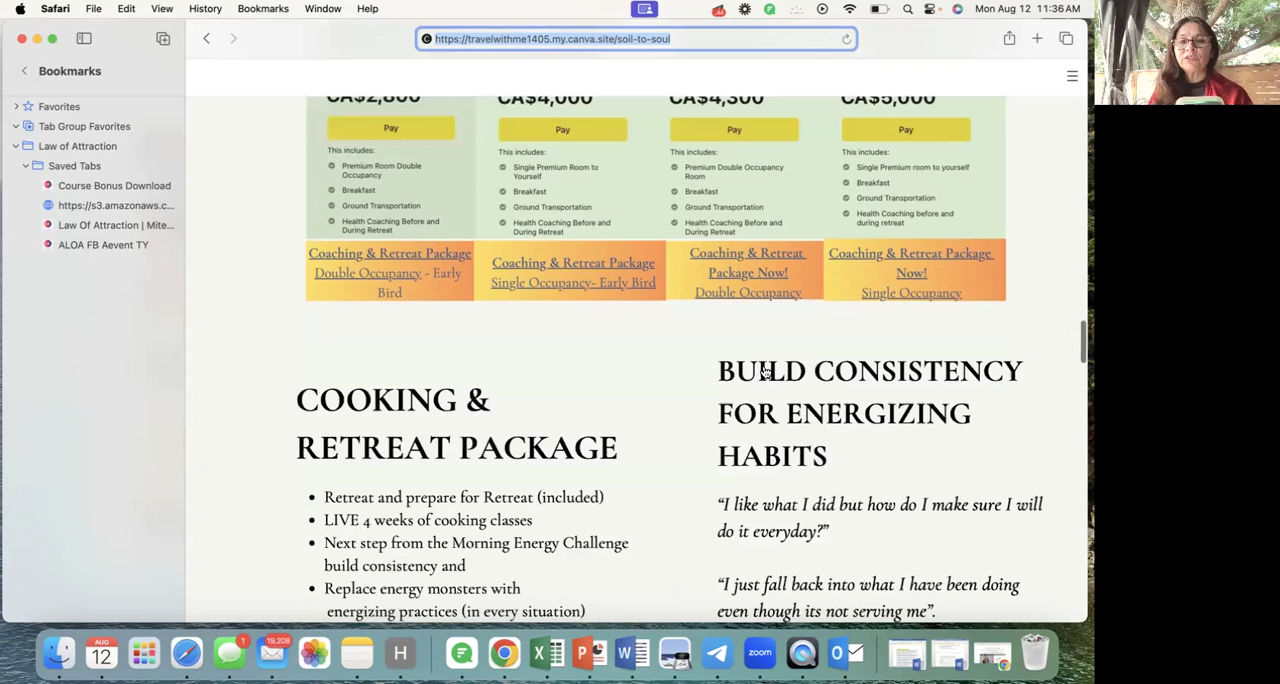 Safari File Edit View History Bookmarks Window Help Mon Aug 12 11:36AM
https://travelwithme1405.my.canva.site/soil-to-soul
Bookmarks
Favorites
Tab Group Favorites
Law of Attraction
Saved Tabs
Course Bonus Download
https://s3.amazonaws.c...
Law Of Attraction | Mite...
ALOA FB Aevent TY
CA$2,800
Pay
This includes:
Premium Room Double
Occupancy
Breakfast
Ground Transportation
Health Coaching Before and
During Retreat
Coaching & Retreat Package
Double Occupancy - Early
Bird
CA$4,000
Pay
This includes:
Single Premium Room to
Yourself
Breakfast
Ground Transportation
Health Coaching Before and
During Retreat
Coaching & Retreat Package
Single Occupancy- Early Bird
CA$4,300
Pay
This includes:
Premium Double Occupancy
Room
Breakfast
Ground Transportation
Health Coaching Before and
During Retreat
Coaching & Retreat
Package Now!
Double Occupancy
CA$5,000
Pay
This includes:
Single Premium room to yourself
Breakfast
Ground Transportation
Health Coaching before and
during retreat
Coaching & Retreat Package
Now!
Single Occupancy
COOKING &
RETREAT PACKAGE
Retreat and prepare for Retreat (included)
LIVE 4 weeks of cooking classes
Next step from the Morning Energy Challenge
build consistency and
Replace energy monsters with
energizing practices (in every situation)
BUILD CONSISTENCY
FOR ENERGIZING
HABITS
“I like what I did but how do I make sure I will
do it everyday?”
“I just fall back into what I have been doing
even though its not serving me”.
AUG
12
1
19,208
H
X
P
W
zoom
O